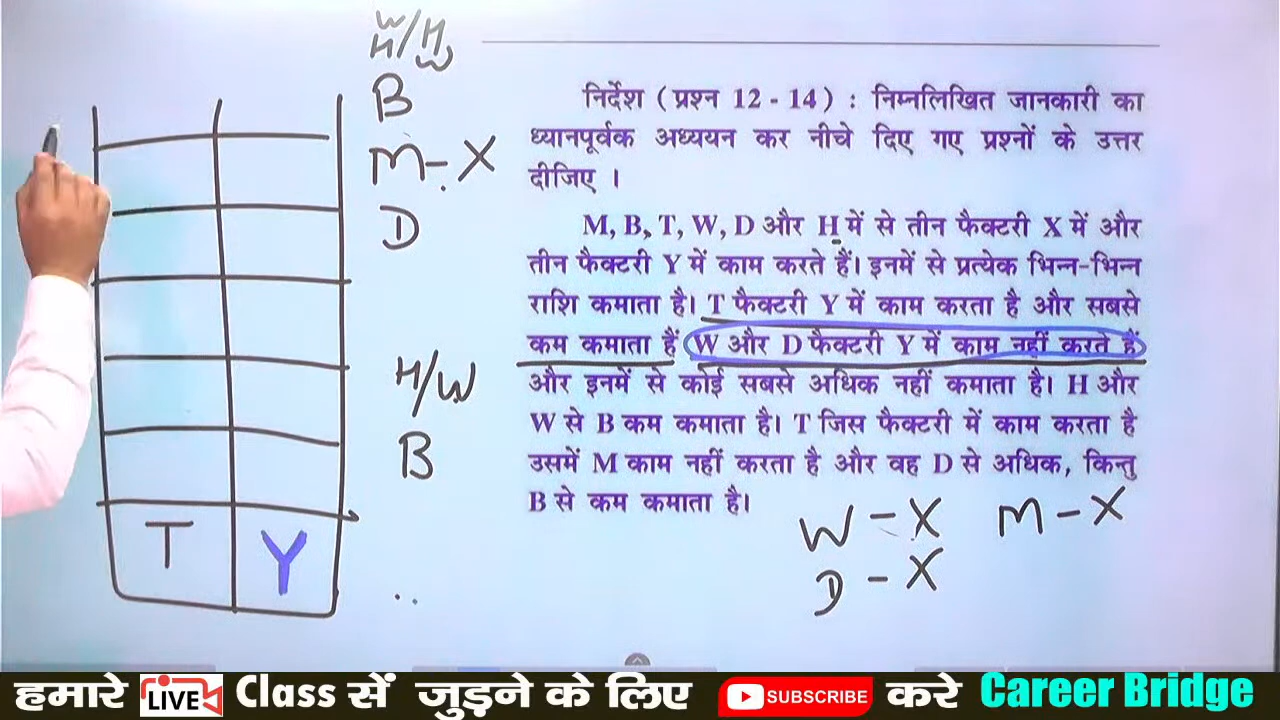 W
H/H
W
B
M-X
D
H/W
B
T Y
निर्देश ( प्रश्न 12 - 14 ) : निम्नलिखित जानकारी का
ध्यानपूर्वक अध्ययन कर नीचे दिए गए प्रश्नों के उत्तर
दीजिए ।
M, B, T, W, D और H में से तीन फैक्टरी X में और
तीन फैक्टरी Y में काम करते हैं। इनमें से प्रत्येक भिन्न-भिन्न
राशि कमाता है। T फैक्टरी Y में काम करता है और सबसे
कम कमाता हैं W और D फैक्टरी Y में काम नहीं करते हैं
और इनमें से कोई सबसे अधिक नहीं कमाता है। H और
W से B कम कमाता है। T जिस फैक्टरी में काम करता है
उसमें M काम नहीं करता है और वह D से अधिक, किन्तु
B से कम कमाता है।
W-X M-X
D-X
हमारे LIVE Class सें जुड़ने के लिए SUBSCRIBE करे Career Bridge